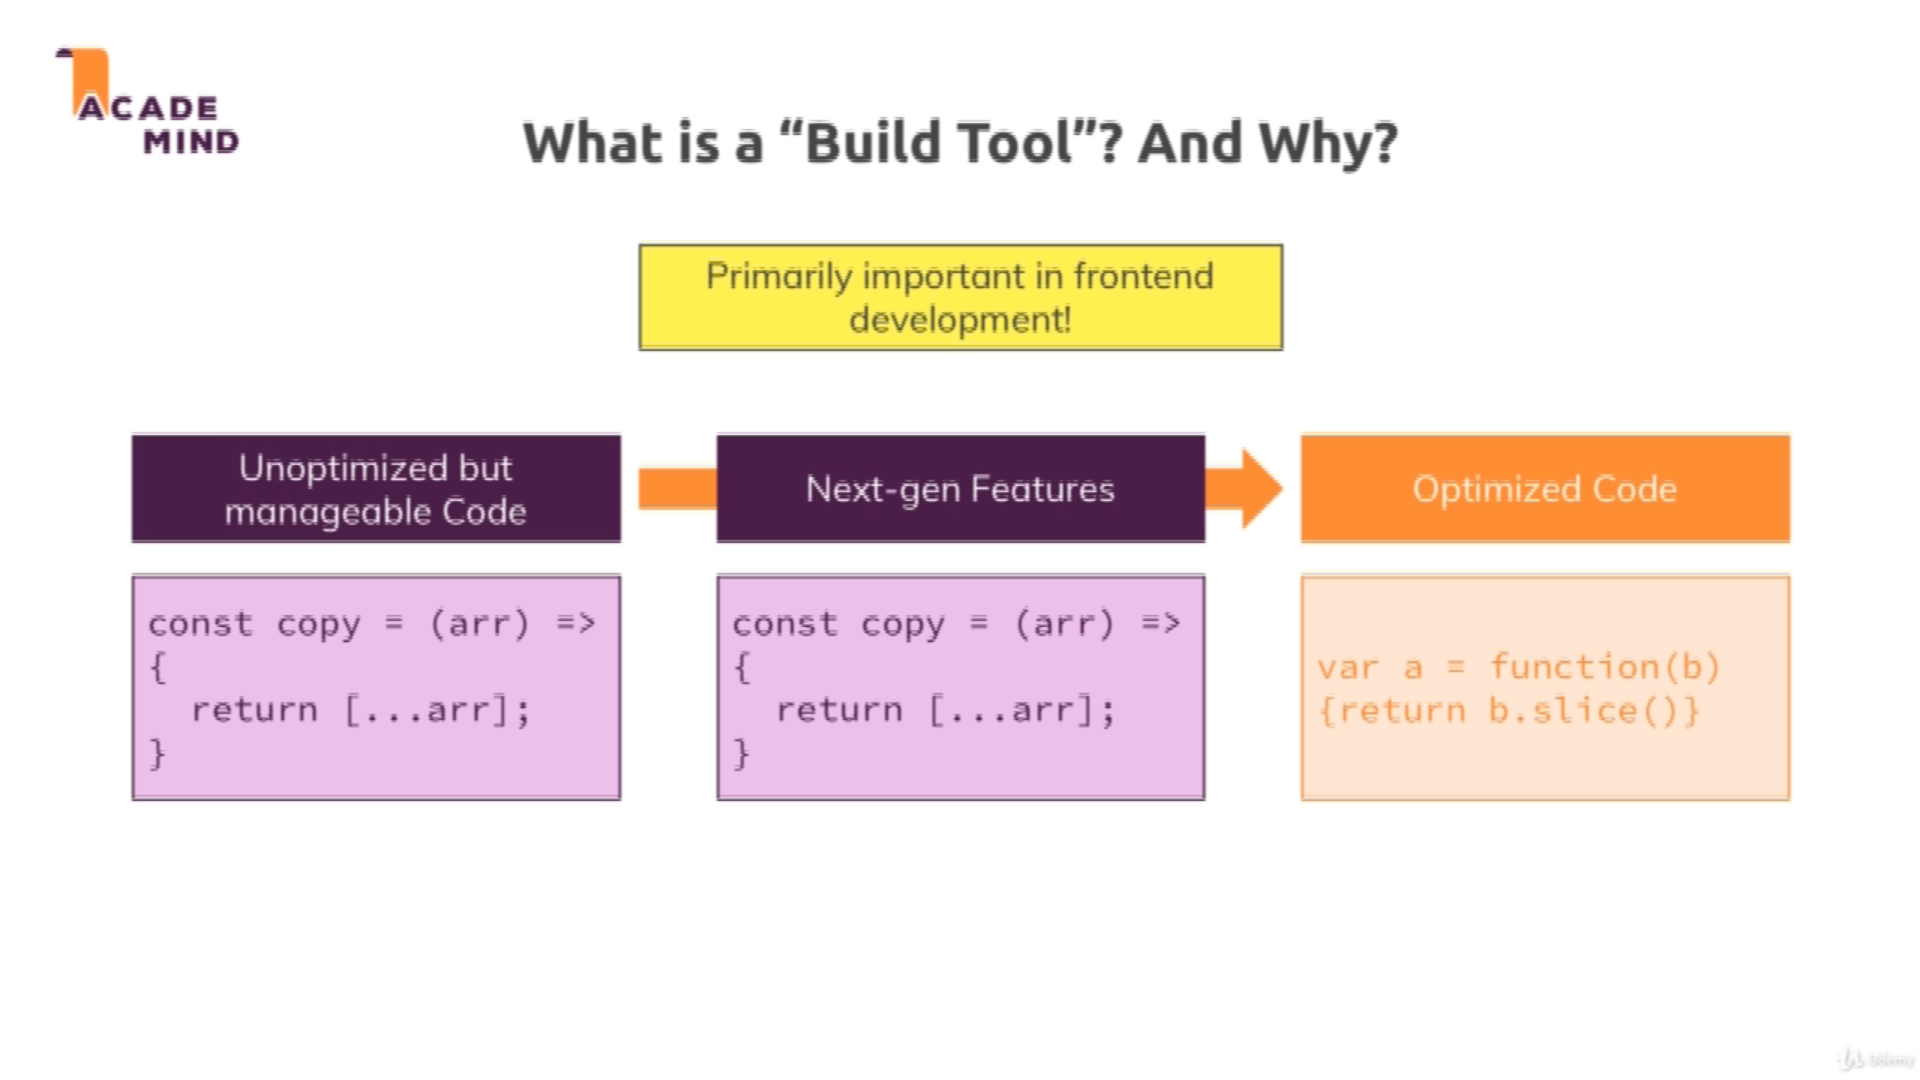 ACADE
MIND
What is a “Build Tool”? And Why?
Primarily important in frontend
development!
Unoptimized but
manageable Code
Next-gen Features
Optimized Code
const copy = (arr) =>
{
  return [...arr];
}
const copy = (arr) =>
{
  return [...arr];
}
var a = function(b)
{return b.slice()}
Udemy